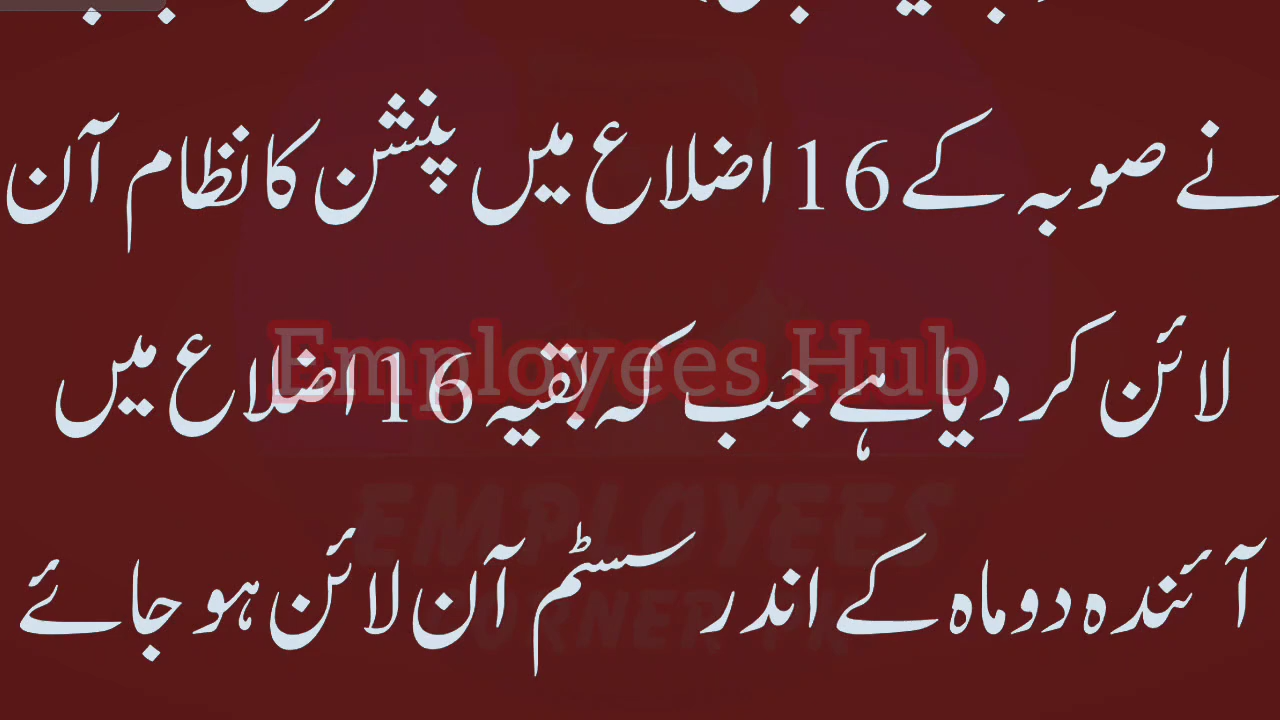 نے صوبہ کے 16 اضلاع میں پنشن کا نظام آن
لائن کر دیا ہے جب کہ بقیہ 16 اضلاع میں
Employees Hub
EMPLOYEES
آئندہ دو ماہ کے اندر سسٹم آن لائن ہو جائے